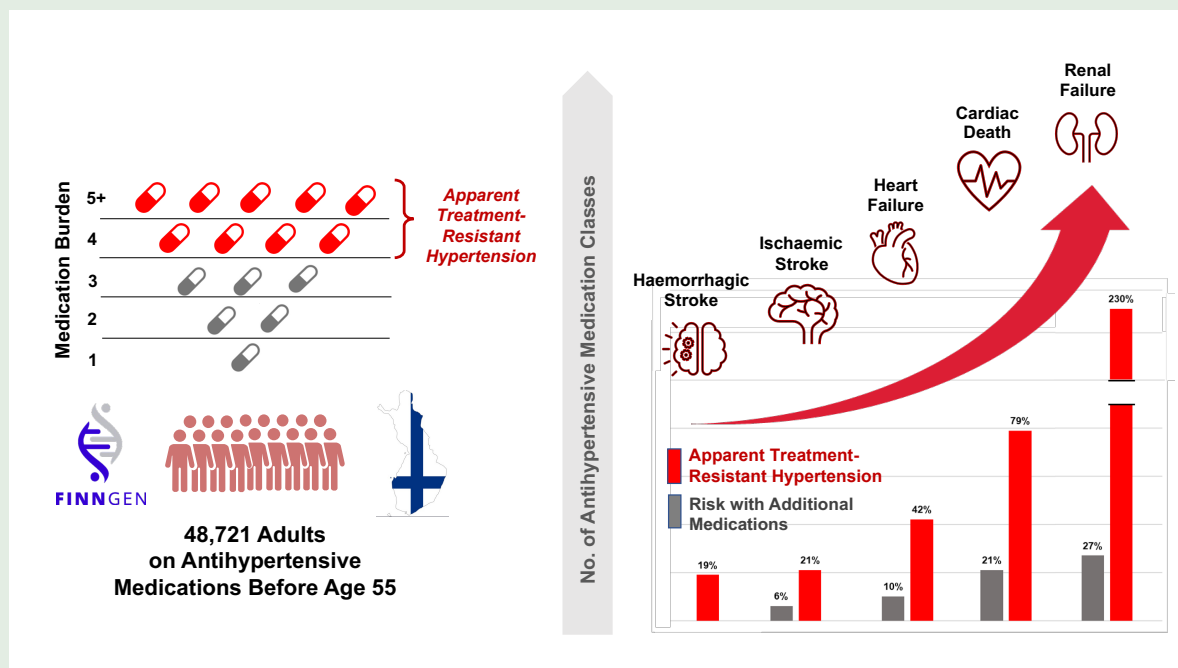 Medication Burden
5+
4
3
2
1
Apparent
Treatment-
Resistant
Hypertension
FINNGEN
48,721 Adults
on Antihypertensive
Medications Before Age 55
No. of Antihypertensive Medication Classes
Haemorrhagic
Stroke
Ischaemic
Stroke
Heart
Failure
Cardiac
Death
Renal
Failure
Apparent Treatment-
Resistant Hypertension
Risk with Additional
Medications
19%
6%
21%
10%
42%
21%
79%
27%
230%